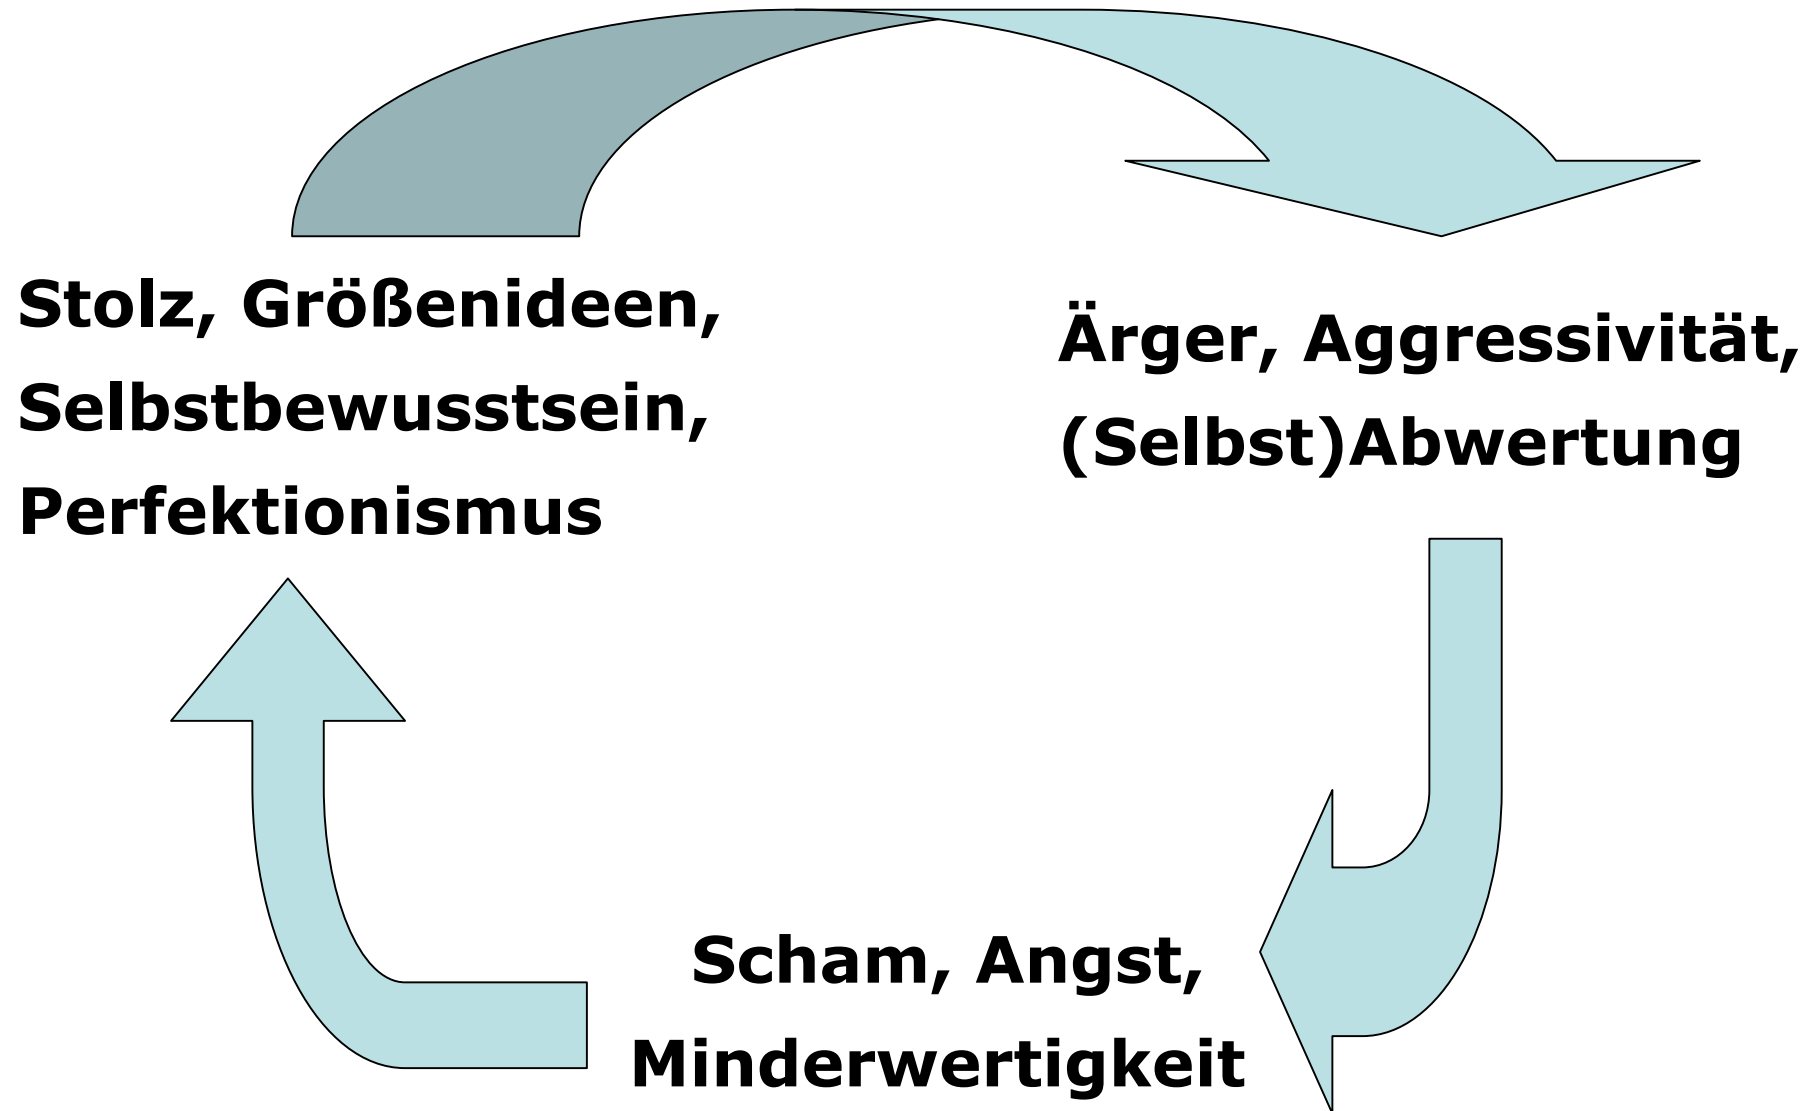 Stolz, Größenideen,
Selbstbewusstsein,
Perfektionismus
Ärger, Aggressivität,
(Selbst)Abwertung
Scham, Angst,
Minderwertigkeit